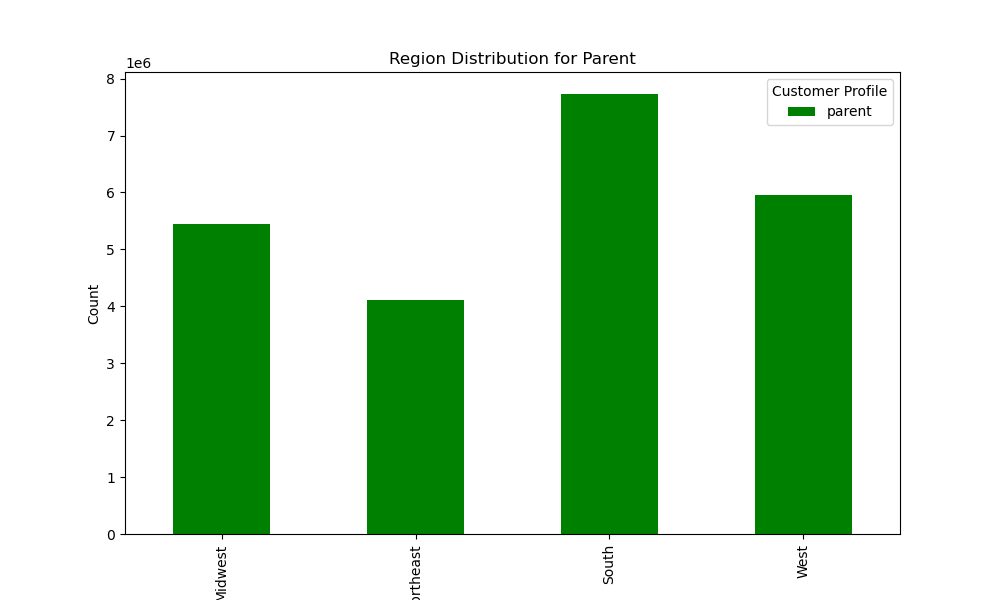 Region Distribution for Parent
1e6
8
7
6
5
4
3
2
1
0
Count
Customer Profile
parent
Midwest
ortheast
South
West